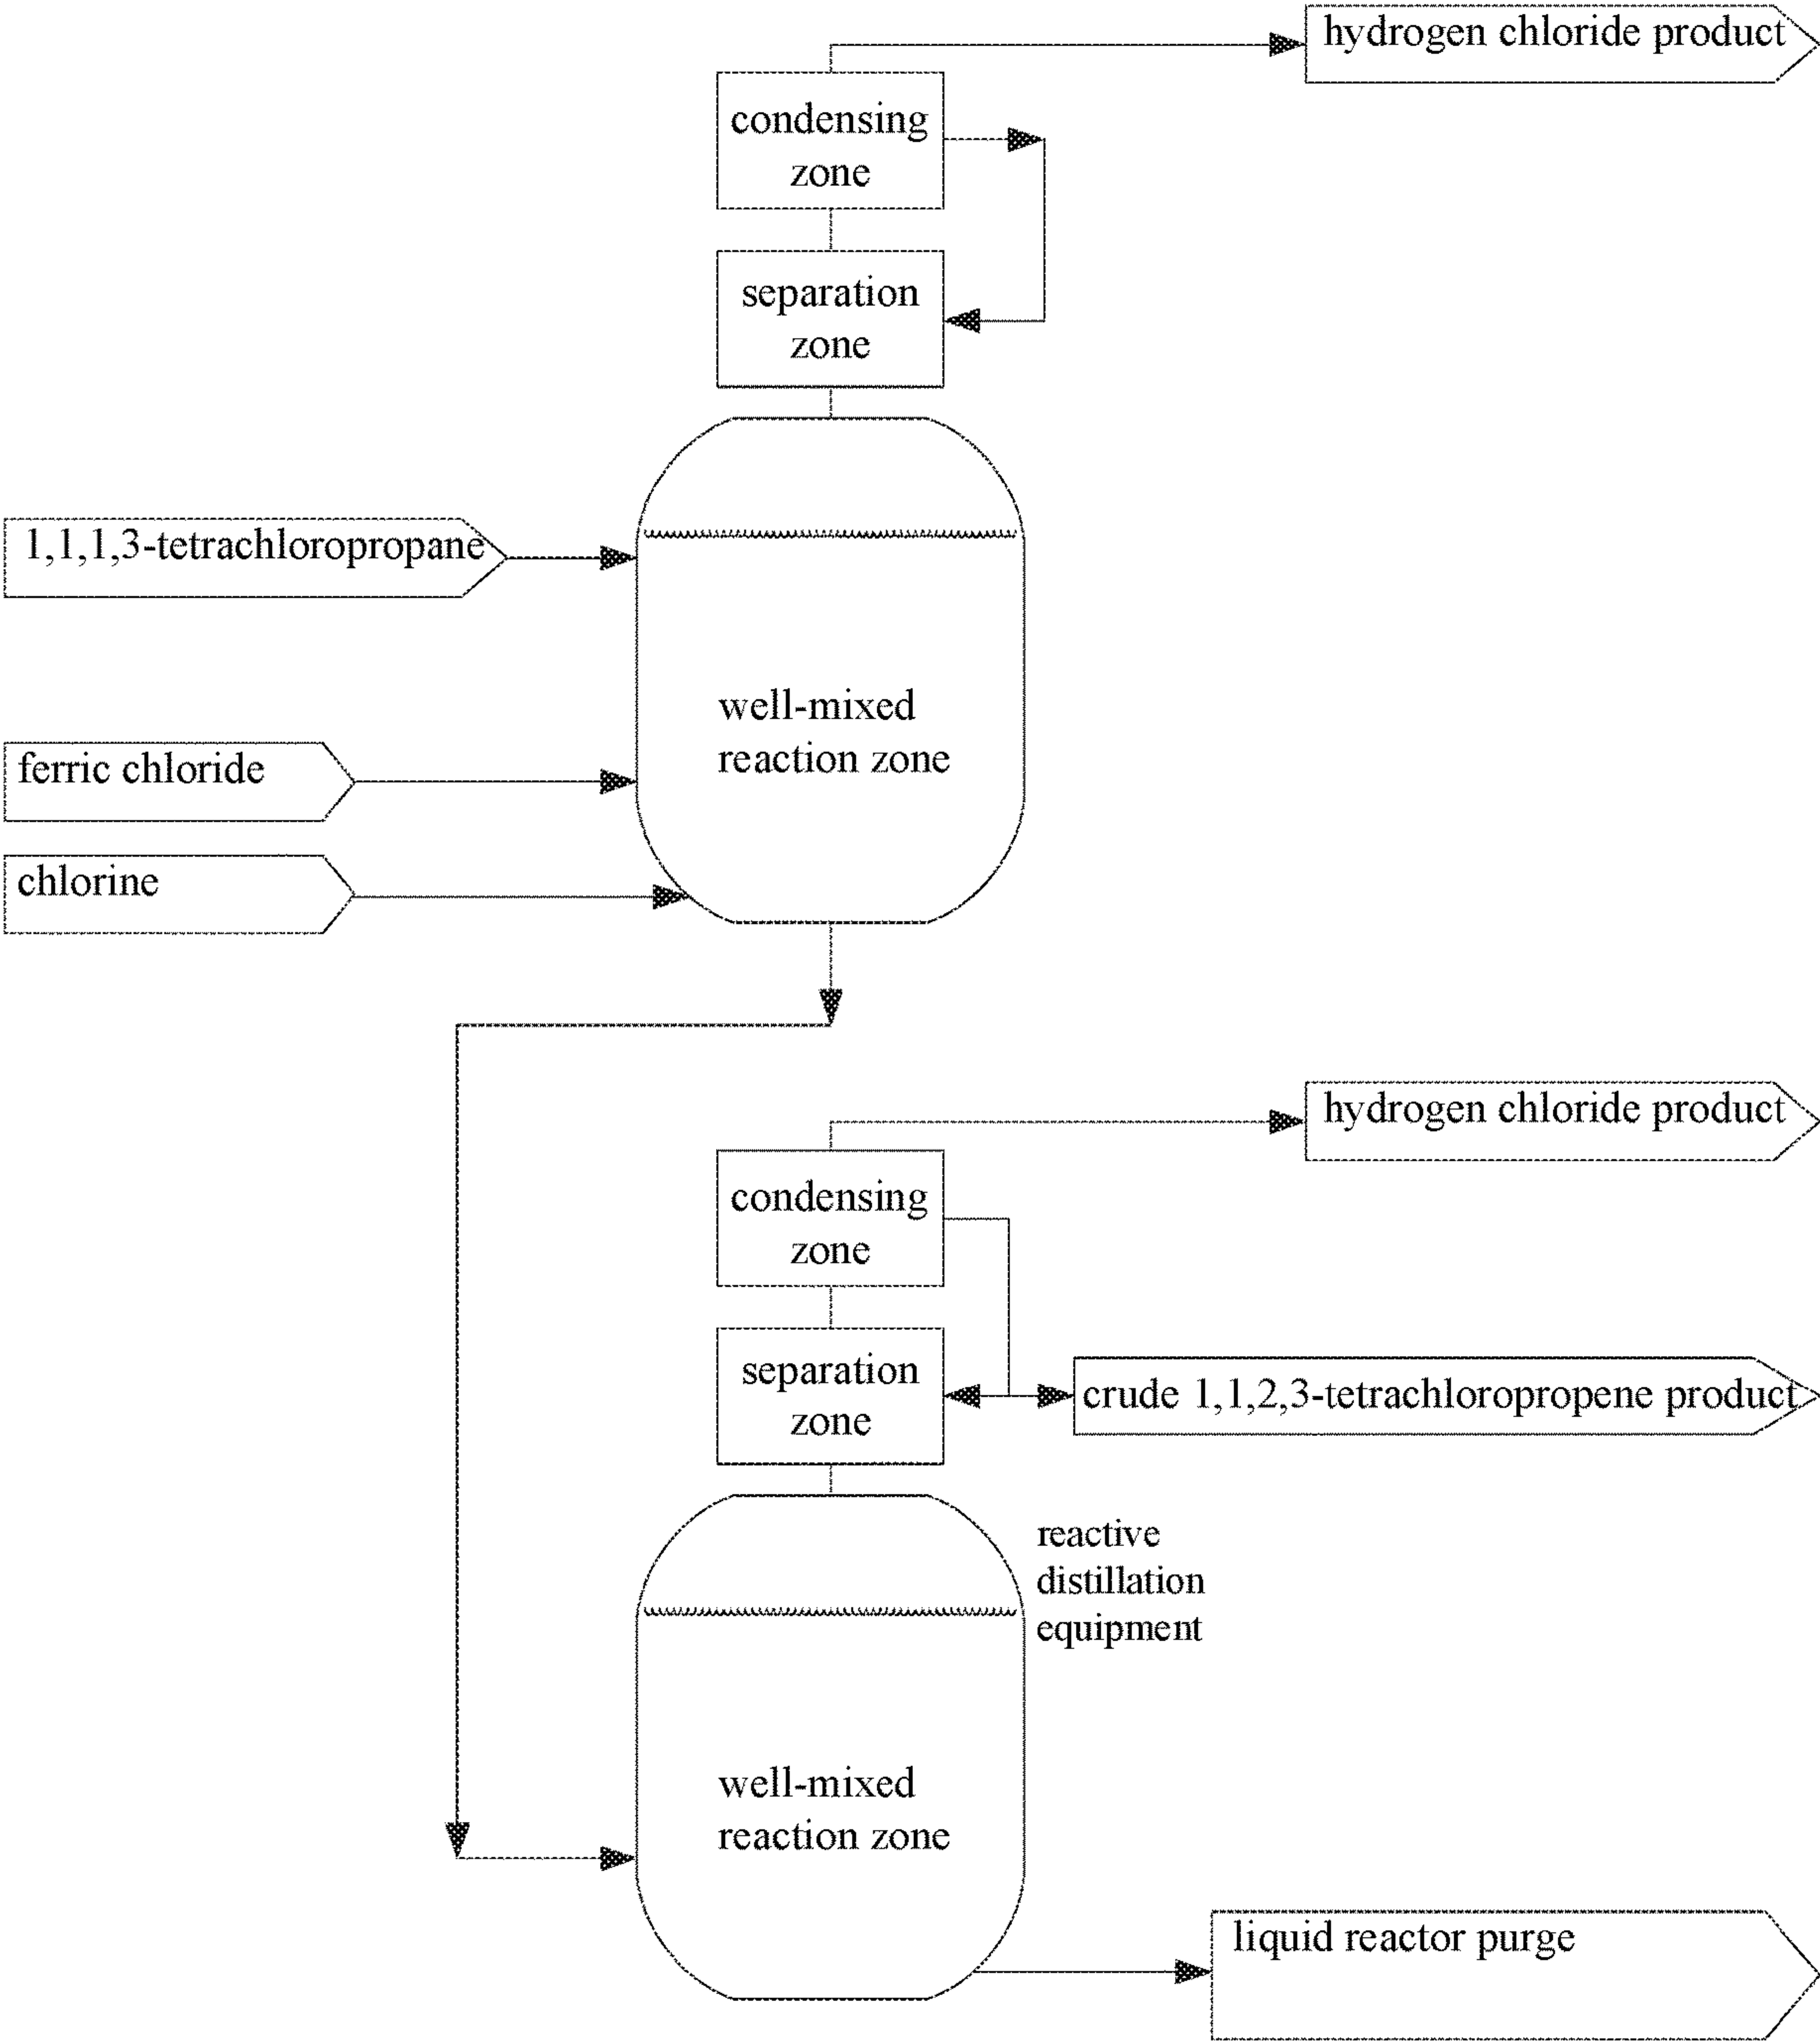 hydrogen chloride product
condensing
zone
separation
zone
1,1,1,3-tetrachloropropane
well-mixed
reaction zone
ferric chloride
chlorine
hydrogen chloride product
condensing
zone
separation
zone
crude 1,1,2,3-tetrachloropropene product
reactive
distillation
equipment
well-mixed
reaction zone
liquid reactor purge